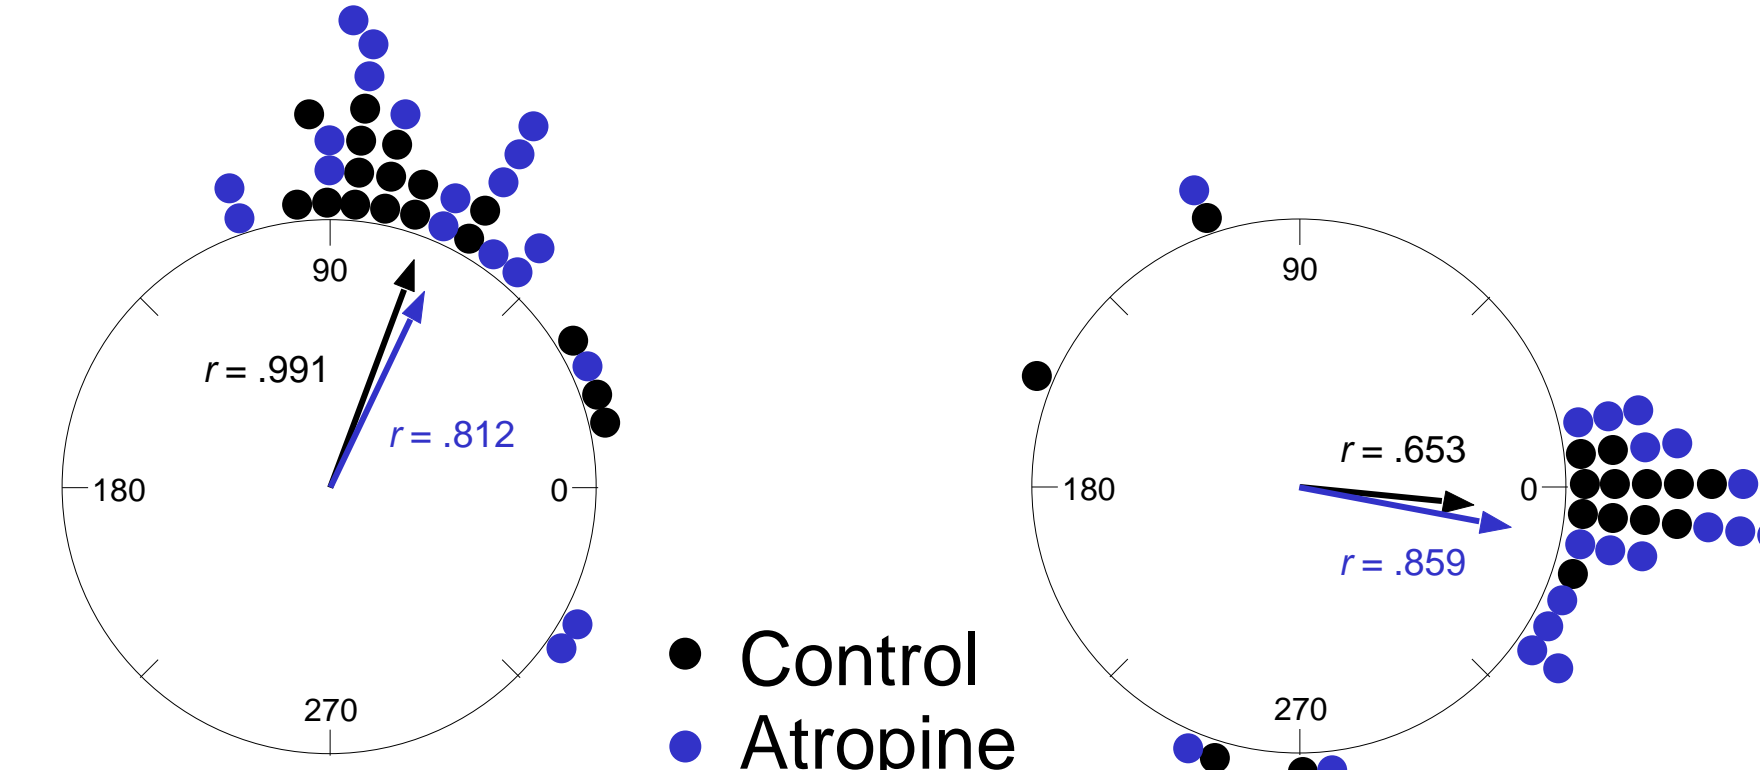 90
r = .991
r = .812
180
0
270
Control
Atropine
90
r = .653
180
0
r = .859
270